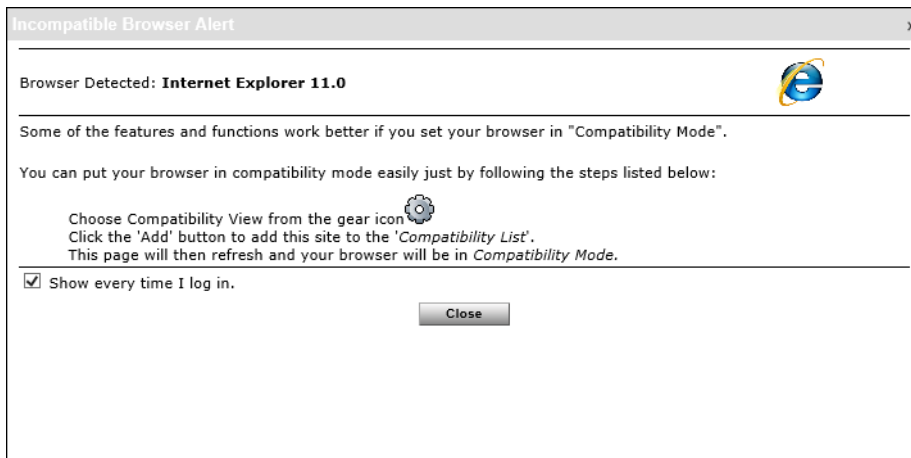 Incompatible Browser Alert
Browser Detected: Internet Explorer 11.0
Some of the features and functions work better if you set your browser in "Compatibility Mode".
You can put your browser in compatibility mode easily just by following the steps listed below:
Choose Compatibility View from the gear icon
Click the 'Add' button to add this site to the 'Compatibility List'.
This page will then refresh and your browser will be in Compatibility Mode.
Show every time I log in.
Close